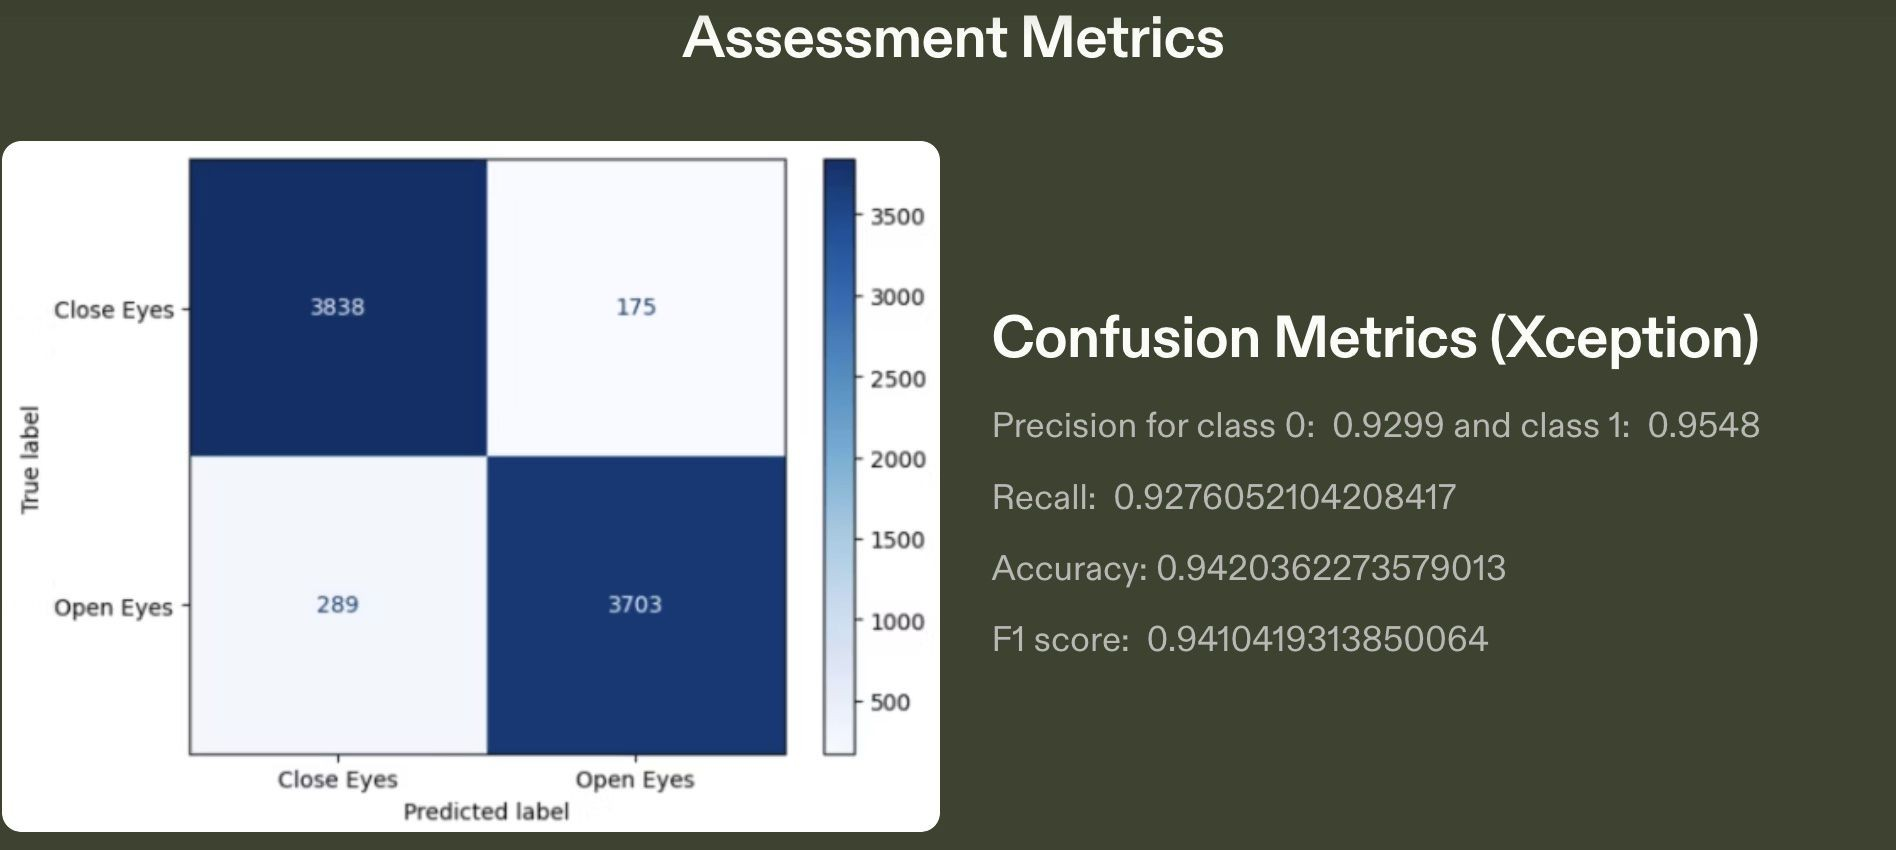 Assessment Metrics
3500
3000
2500
2000
1500
1000
500
Close Eyes
3838
175
Open Eyes
289
3703
True label
Close Eyes
Open Eyes
Predicted label
Confusion Metrics (Xception)
Precision for class 0: 0.9299 and class 1: 0.9548
Recall: 0.9276052104208417
Accuracy: 0.9420362273579013
F1 score: 0.9410419313850064